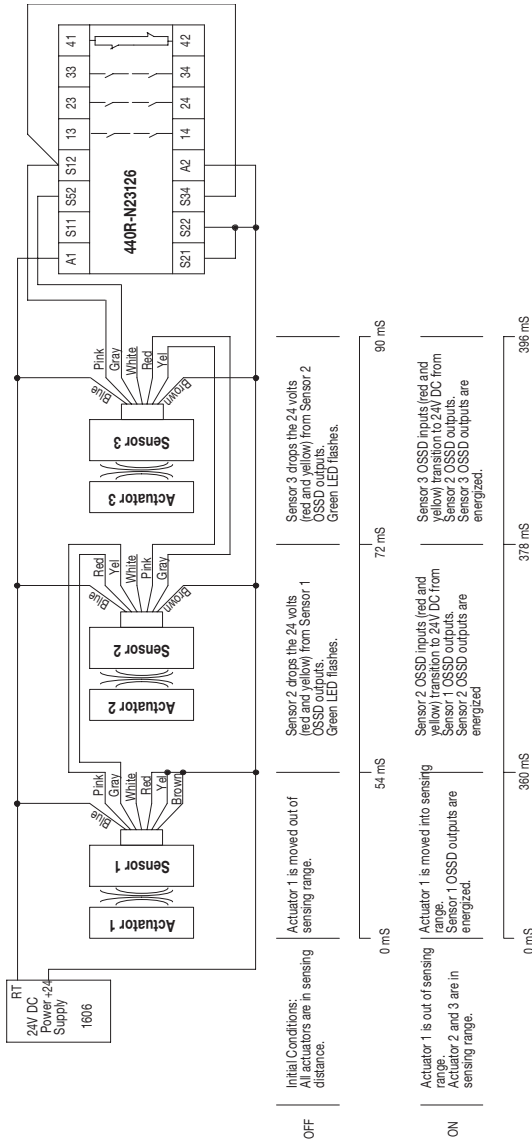 RT
24V DC
Power +24
Supply
1606
Actuator 1
Sensor 1
Blue
Pink
Gray
White
Red
Yel
Brown
Actuator 2
Sensor 2
Blue
Red
Yel
White
Pink
Gray
Brown
Actuator 3
Sensor 3
Blue
Pink
Gray
White
Red
Yel
Brown
A1 S11 S52 S12 13 23 33 41
440R-N23126
S21 S22 S34 A2 14 24 34 42
OFF
Initial Conditions:
All actuators are in sensing
distance.
Actuator 1 is moved out of
sensing range.
Sensor 2 drops the 24 volts
(red and yellow) from Sensor 1
OSSD outputs.
Green LED flashes.
Sensor 3 drops the 24 volts
(red and yellow) from Sensor 2
OSSD outputs.
Green LED flashes.
0 mS
54 mS
72 mS
90 mS
ON
Actuator 1 is out of sensing
range.
Actuator 2 and 3 are in
sensing range.
Actuator 1 is moved into sensing
range.
Sensor 1 OSSD outputs are
energized.
Sensor 2 OSSD inputs (red and
yellow) transition to 24V DC from
Sensor 1 OSSD outputs.
Sensor 2 OSSD outputs are
energized
Sensor 3 OSSD inputs (red and
yellow) transition to 24V DC from
Sensor 2 OSSD outputs.
Sensor 3 OSSD outputs are
energized.
0 mS
360 mS
378 mS
396 mS